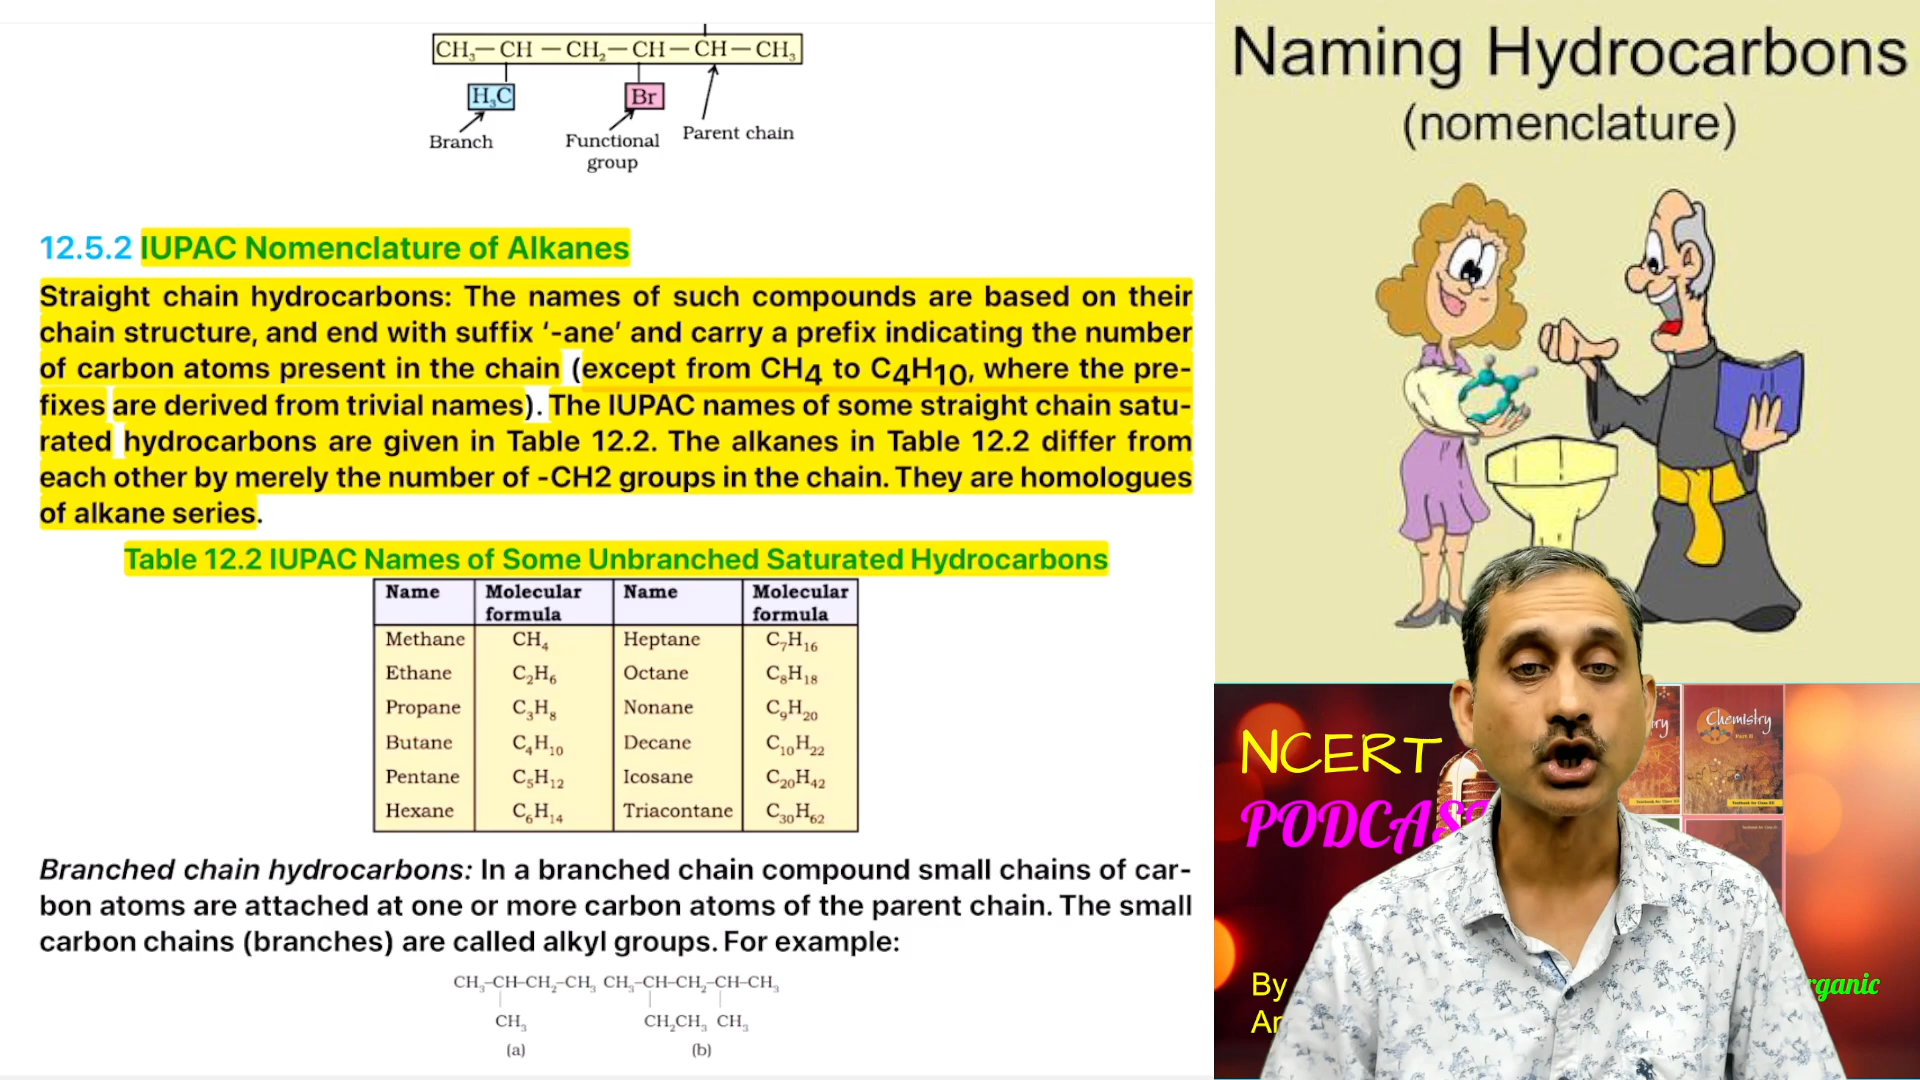 CH₃—CH—CH₂—CH—CH—CH₃
H₃C
Br
Branch
Functional
group
Parent chain
12.5.2 IUPAC Nomenclature of Alkanes
Straight chain hydrocarbons: The names of such compounds are based on their
chain structure, and end with suffix ‘-ane’ and carry a prefix indicating the number
of carbon atoms present in the chain (except from CH4 to C4H10, where the pre-
fixes are derived from trivial names). The IUPAC names of some straight chain satu-
rated hydrocarbons are given in Table 12.2. The alkanes in Table 12.2 differ from
each other by merely the number of -CH2 groups in the chain. They are homologues
of alkane series.
Table 12.2 IUPAC Names of Some Unbranched Saturated Hydrocarbons
Name Molecular formula Name Molecular formula
Methane CH₄ Heptane C₇H₁₆
Ethane C₂H₆ Octane C₈H₁₈
Propane C₃H₈ Nonane C₉H₂₀
Butane C₄H₁₀ Decane C₁₀H₂₂
Pentane C₅H₁₂ Icosane C₂₀H₄₂
Hexane C₆H₁₄ Triacontane C₃₀H₆₂
Branched chain hydrocarbons: In a branched chain compound small chains of car-
bon atoms are attached at one or more carbon atoms of the parent chain. The small
carbon chains (branches) are called alkyl groups. For example:
CH₃–CH–CH₂–CH₃ CH₃–CH–CH₂–CH–CH₃
CH₃ CH₂CH₃ CH₃
(a) (b)
Naming Hydrocarbons
(nomenclature)
NCERT
PODCAS
Chemistry
Part II
By
Ar
rganic